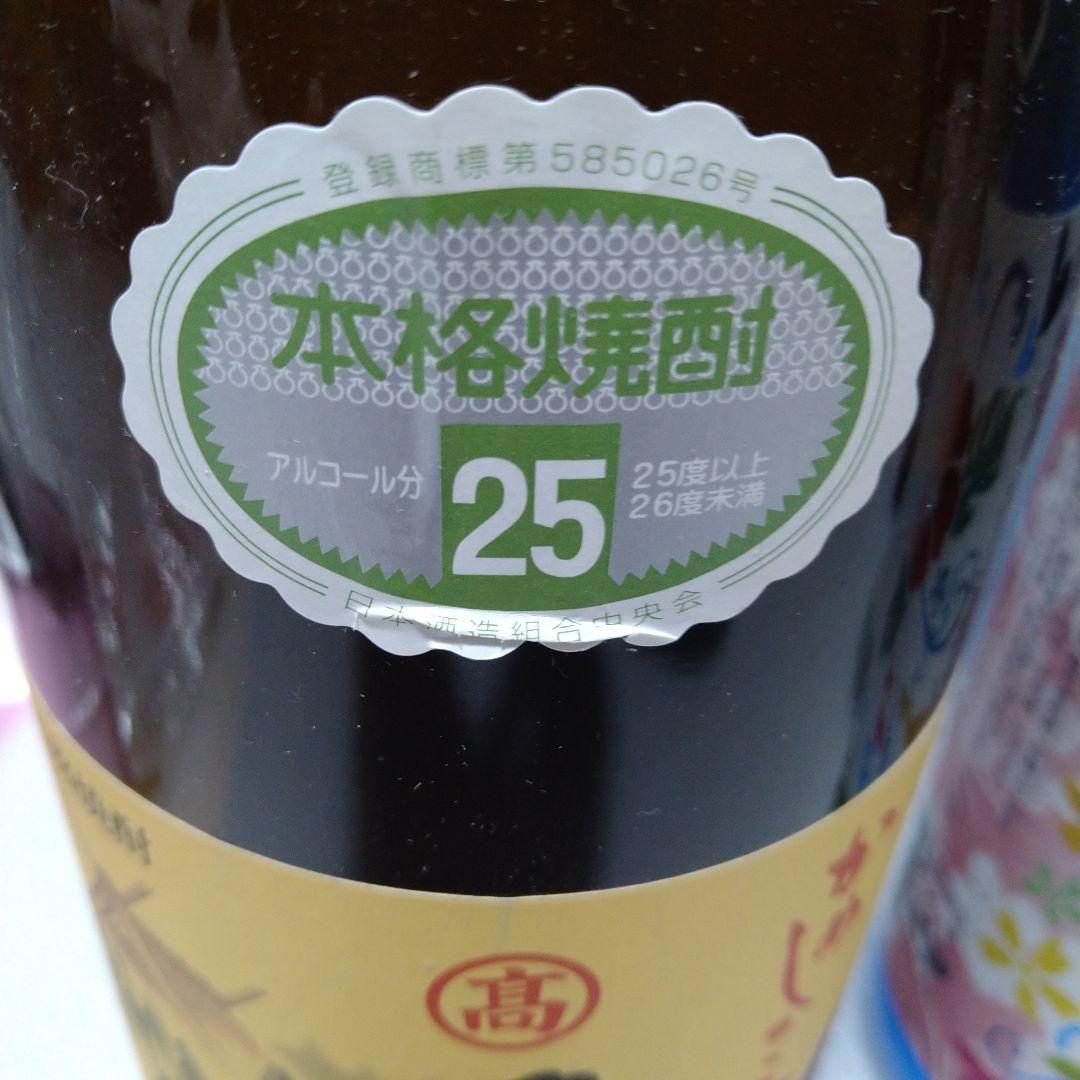 登録商標第585026号
本格焼酎
アルコール分
25
25度以上
26度未満
日本酒造組合中央会
高